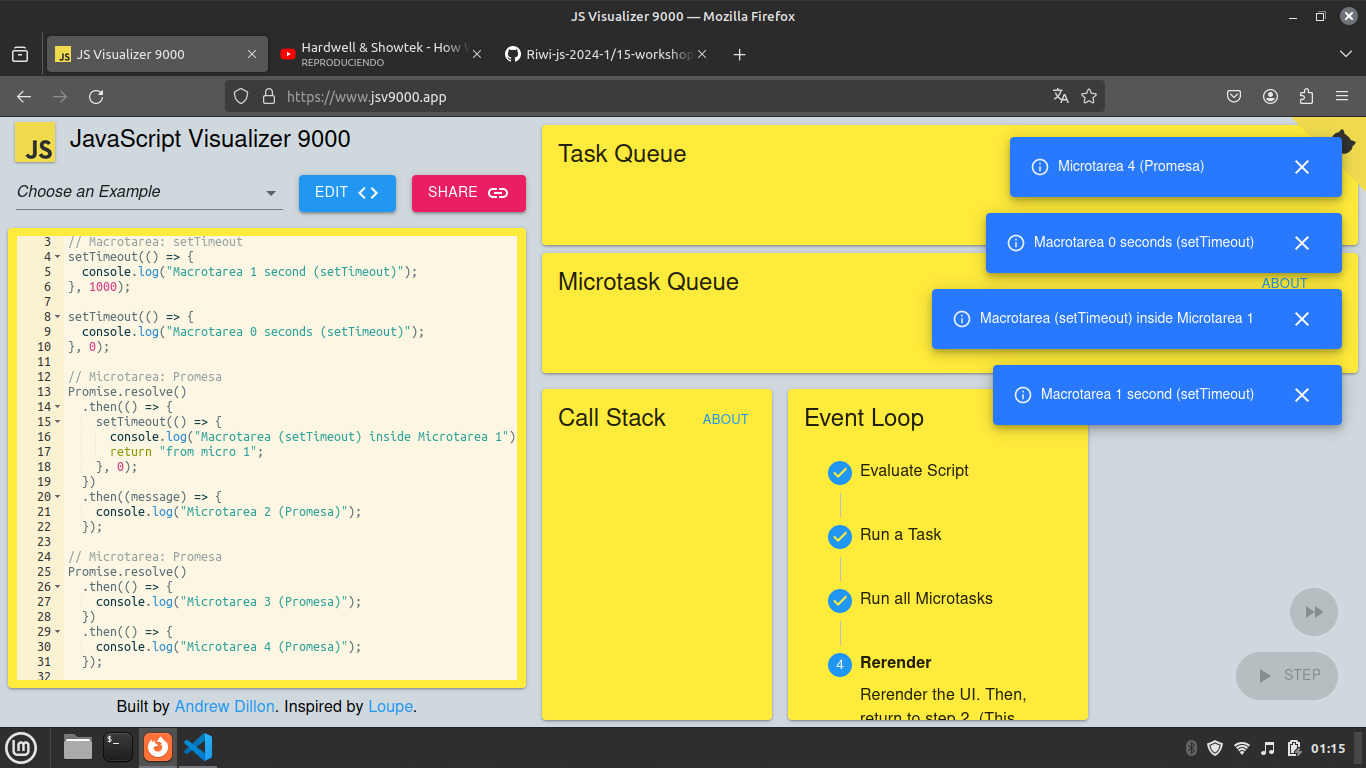 JS Visualizer 9000 — Mozilla Firefox
JS JS Visualizer 9000
Hardwell & Showtek - How
REPRODUCIENDO
Riwi-js-2024-1/15-workshop
https://www.jsv9000.app
JS JavaScript Visualizer 9000
Choose an Example
EDIT
SHARE
3 // Macrotarea: setTimeout
4 setTimeout(() => {
5 console.log("Macrotarea 1 second (setTimeout)");
6 }, 1000);
7
8 setTimeout(() => {
9 console.log("Macrotarea 0 seconds (setTimeout)");
10 }, 0);
11
12 // Microtarea: Promesa
13 Promise.resolve()
14 .then(() => {
15 setTimeout(() => {
16 console.log("Macrotarea (setTimeout) inside Microtarea 1")
17 return "from micro 1";
18 }, 0);
19 })
20 .then((message) => {
21 console.log("Microtarea 2 (Promesa)");
22 });
23
24 // Microtarea: Promesa
25 Promise.resolve()
26 .then(() => {
27 console.log("Microtarea 3 (Promesa)");
28 })
29 .then(() => {
30 console.log("Microtarea 4 (Promesa)");
31 });
32
Built by Andrew Dillon. Inspired by Loupe.
Task Queue
Microtask Queue
ABOUT
Microtarea 4 (Promesa)
Macrotarea 0 seconds (setTimeout)
Macrotarea (setTimeout) inside Microtarea 1
Macrotarea 1 second (setTimeout)
Call Stack
ABOUT
Event Loop
Evaluate Script
Run a Task
Run all Microtasks
4 Rerender
Rerender the UI. Then,
return to step 2. (This
STEP
$_
01:15